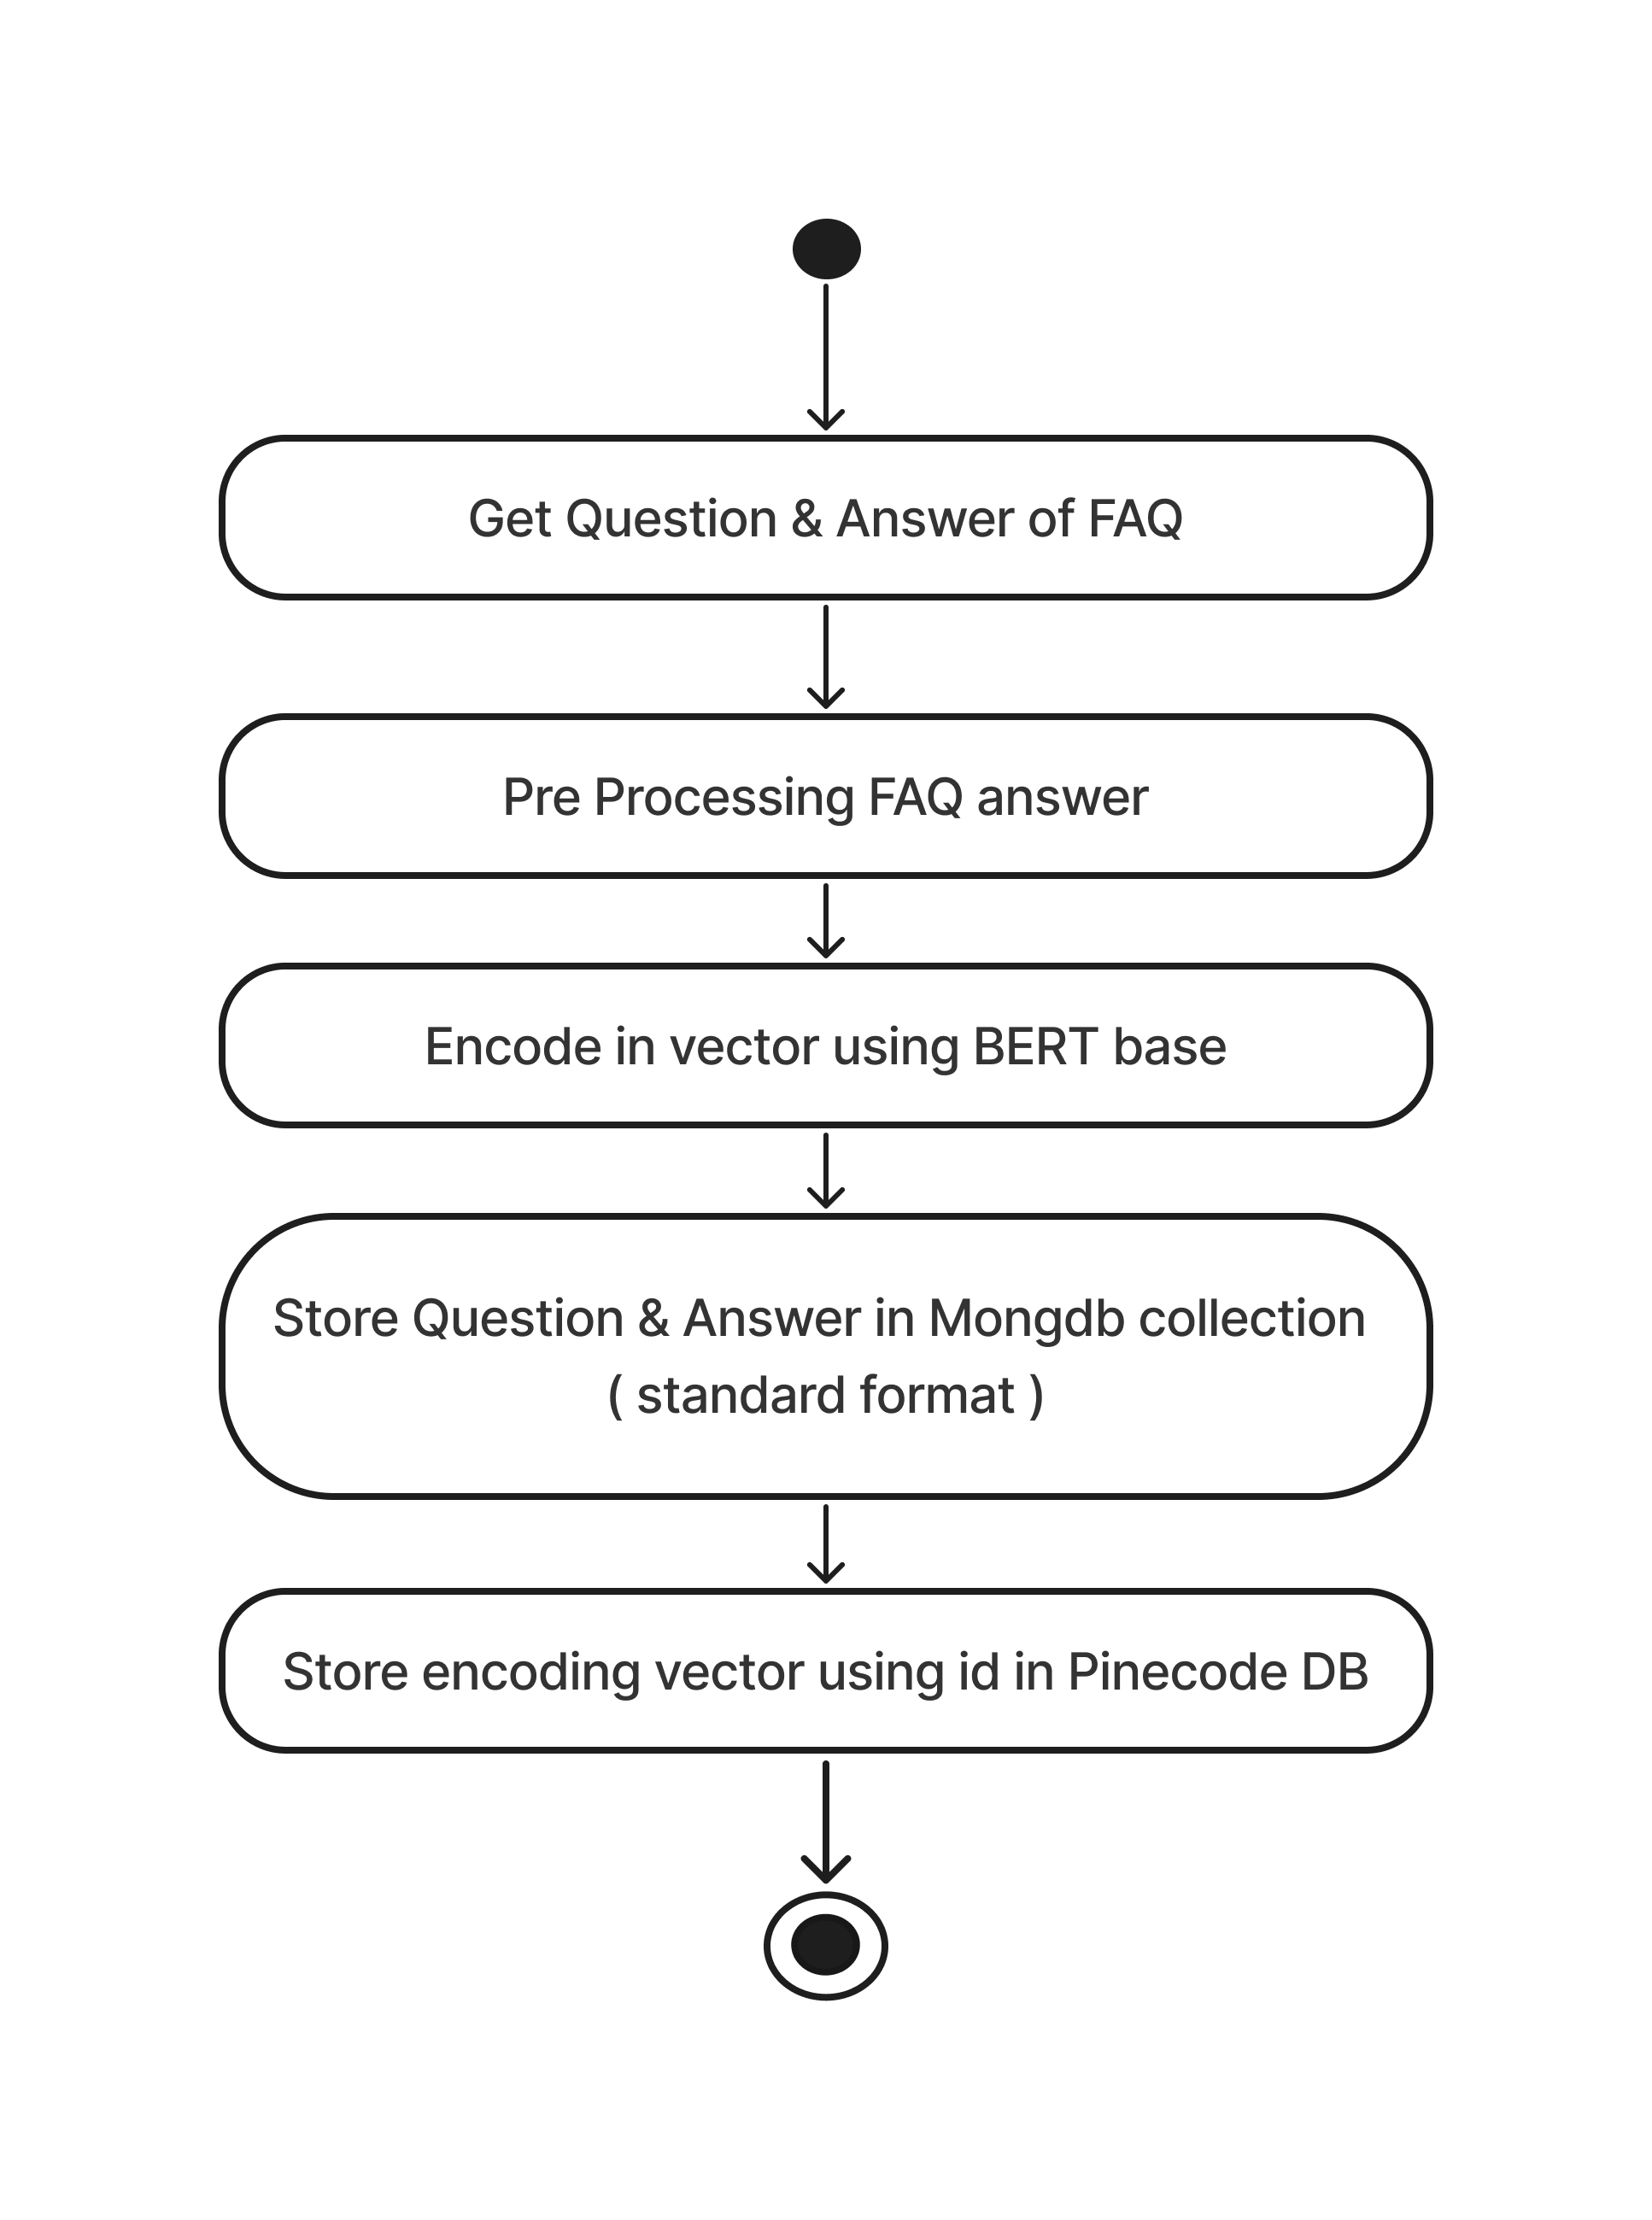 Get Question & Answer of FAQ
Pre Processing FAQ answer
Encode in vector using BERT base
Store Question & Answer in Mongdb collection
( standard format )
Store encoding vector using id in Pinecode DB